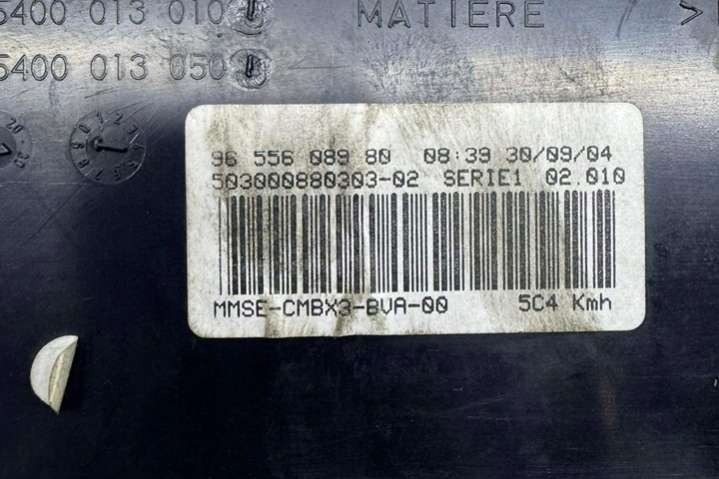 5400 013 010
MATIERE >
5400 013 050
96 556 089 80 08:39 30/09/04
503000880303-02 SERIE1 02.010
MMSE-CMBX3-BVA-00 5C4 Kmh